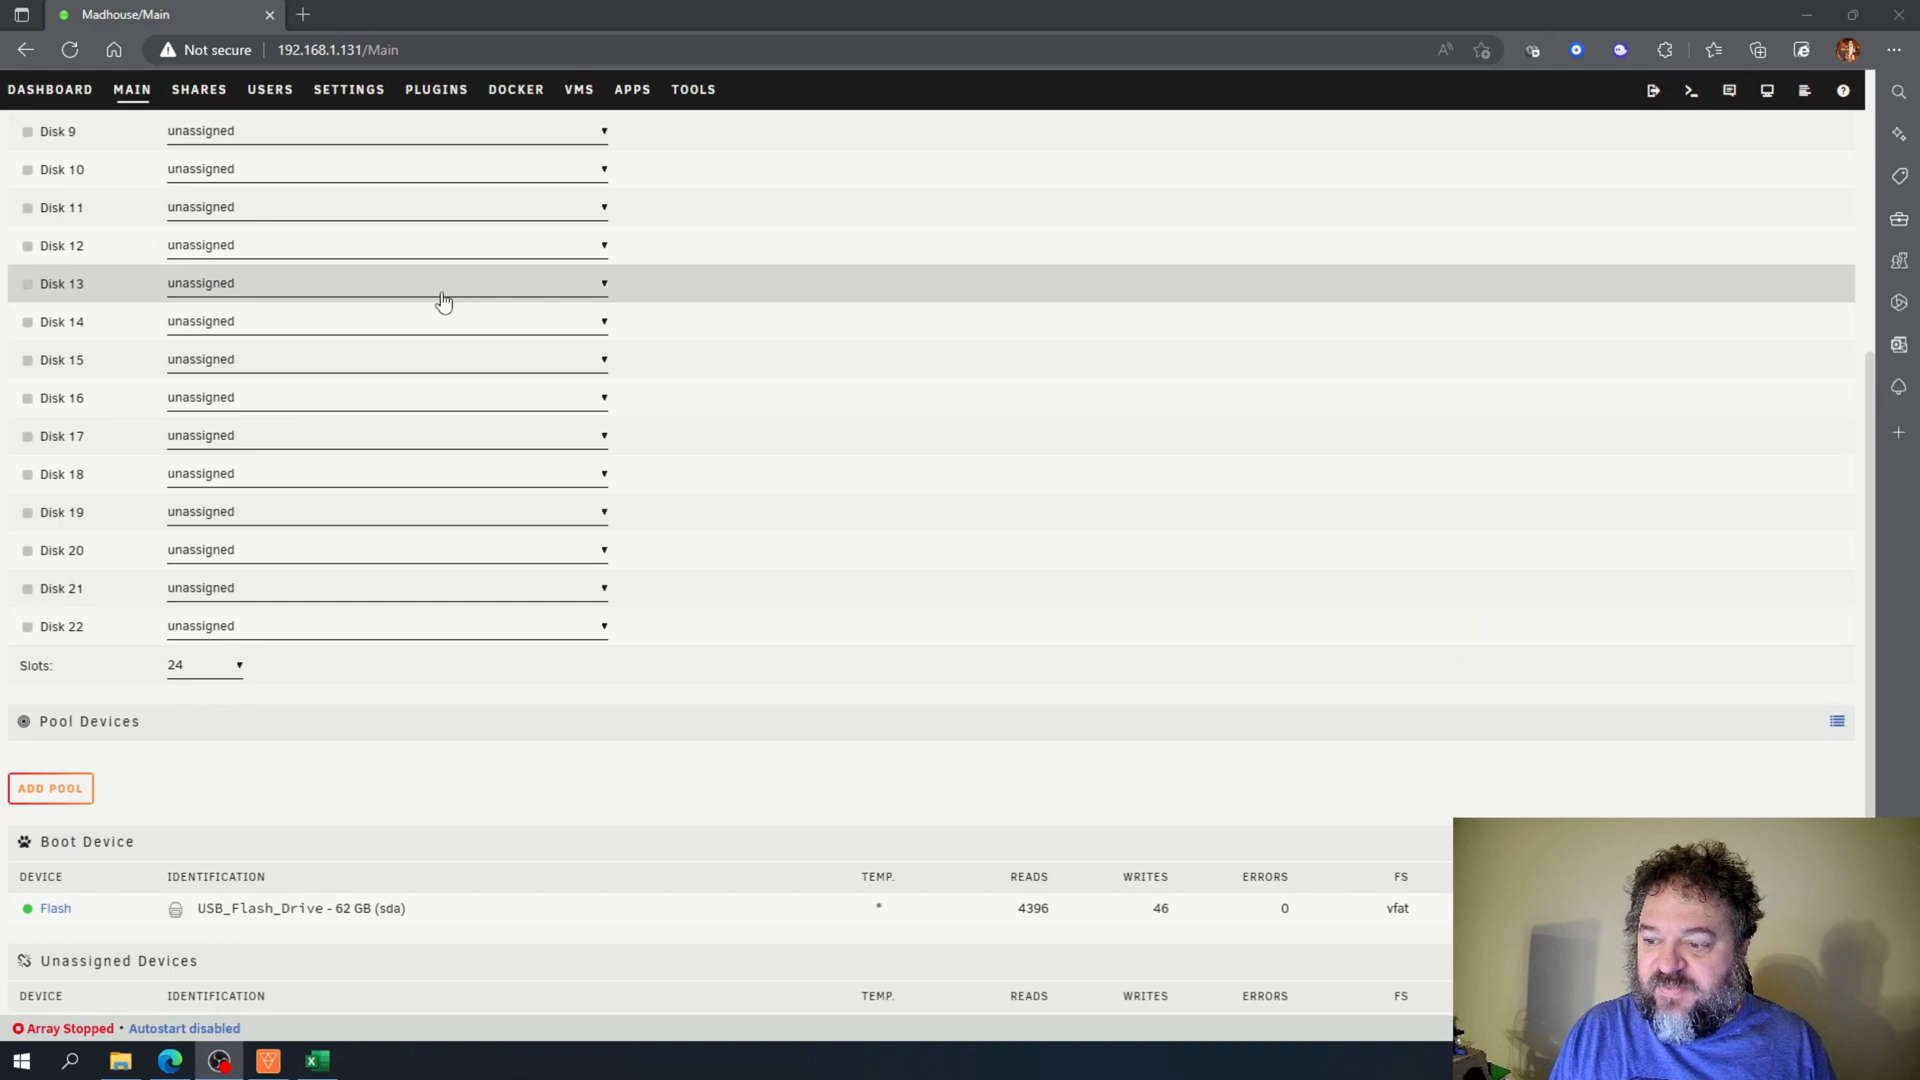 Madhouse/Main
Not secure 192.168.1.131/Main
DASHBOARD MAIN SHARES USERS SETTINGS PLUGINS DOCKER VMS APPS TOOLS
Disk 9 unassigned
Disk 10 unassigned
Disk 11 unassigned
Disk 12 unassigned
Disk 13 unassigned
Disk 14 unassigned
Disk 15 unassigned
Disk 16 unassigned
Disk 17 unassigned
Disk 18 unassigned
Disk 19 unassigned
Disk 20 unassigned
Disk 21 unassigned
Disk 22 unassigned
Slots: 24
Pool Devices
ADD POOL
Boot Device
DEVICE IDENTIFICATION TEMP. READS WRITES ERRORS FS
Flash USB_Flash_Drive - 62 GB (sda) * 4396 46 0 vfat
Unassigned Devices
DEVICE IDENTIFICATION TEMP. READS WRITES ERRORS FS
Array Stopped • Autostart disabled